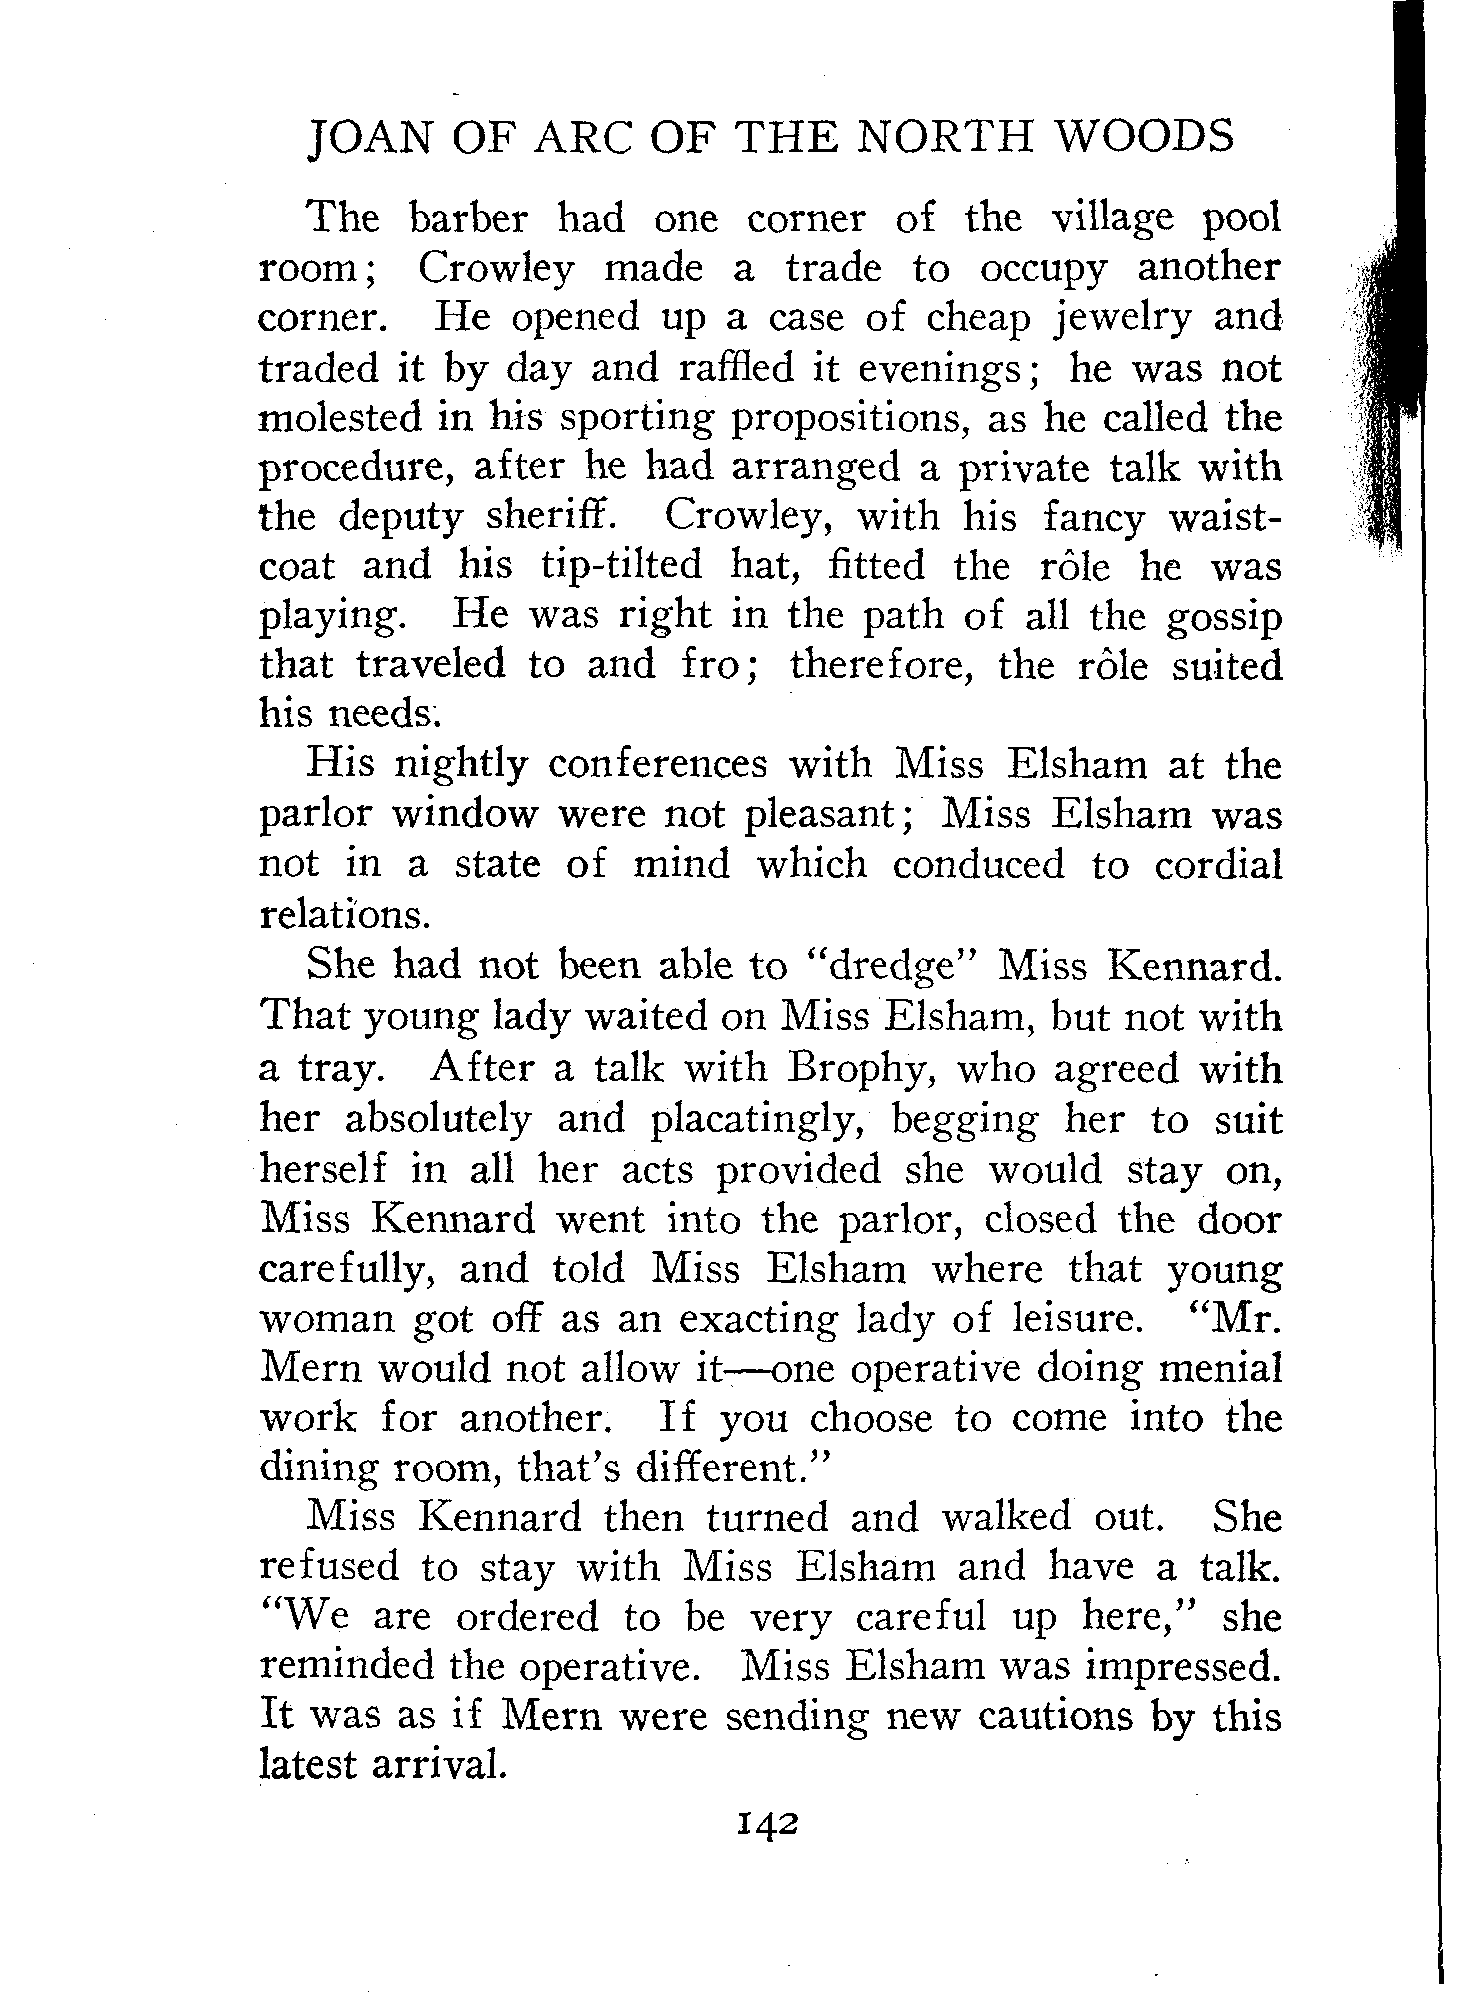 JOAN OF ARC OF THE NORTH WOODS
The barber had one corner of the village pool
room; Crowley made a trade to occupy another
corner. He opened up a case of cheap jewelry and
traded it by day and raffled it evenings; he was not
molested in his sporting propositions, as he called the
procedure, after he had arranged a private talk with
the deputy sheriff. Crowley, with his fancy waist-
coat and his tip-tilted hat, fitted the rôle he was
playing. He was right in the path of all the gossip
that traveled to and fro; therefore, the rôle suited
his needs.
His nightly conferences with Miss Elsham at the
parlor window were not pleasant; Miss Elsham was
not in a state of mind which conduced to cordial
relations.
She had not been able to "dredge" Miss Kennard.
That young lady waited on Miss Elsham, but not with
a tray. After a talk with Brophy, who agreed with
her absolutely and placatingly, begging her to suit
herself in all her acts provided she would stay on,
Miss Kennard went into the parlor, closed the door
carefully, and told Miss Elsham where that young
woman got off as an exacting lady of leisure. "Mr.
Mern would not allow it—one operative doing menial
work for another. If you choose to come into the
dining room, that's different."
Miss Kennard then turned and walked out. She
refused to stay with Miss Elsham and have a talk.
"We are ordered to be very careful up here," she
reminded the operative. Miss Elsham was impressed.
It was as if Mern were sending new cautions by this
latest arrival.
142